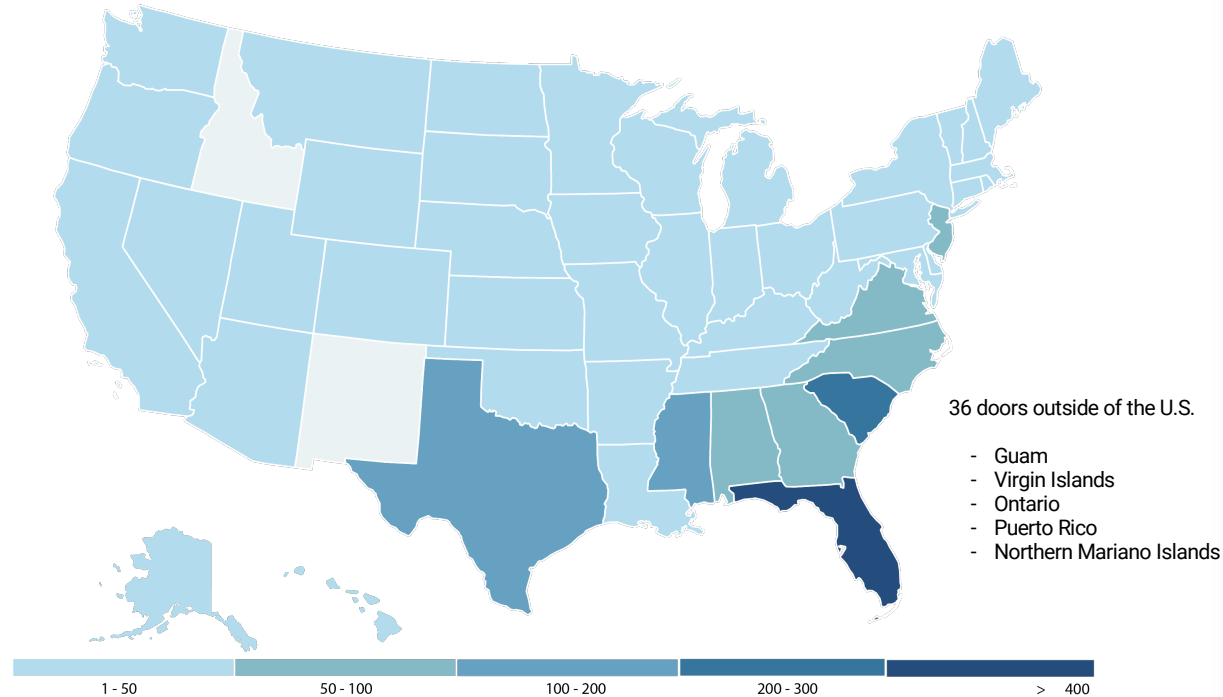 36 doors outside of the U.S.
- Guam
- Virgin Islands
- Ontario
- Puerto Rico
- Northern Mariano Islands
1 - 50
50 - 100
100 - 200
200 - 300
> 400